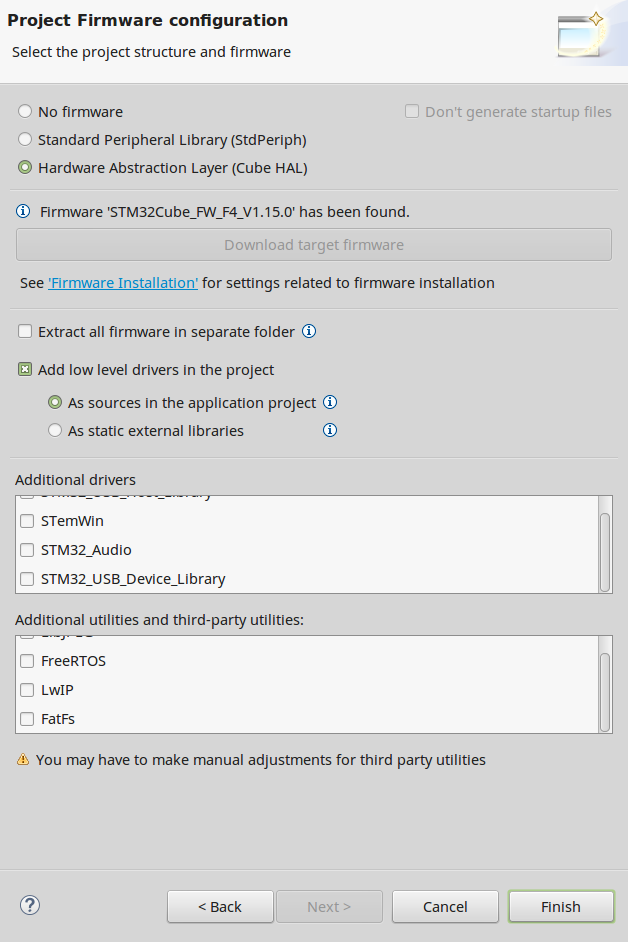 Project Firmware configuration
Select the project structure and firmware
No firmware
Don't generate startup files
Standard Peripheral Library (StdPeriph)
Hardware Abstraction Layer (Cube HAL)
Firmware 'STM32Cube_FW_F4_V1.15.0' has been found.
Download target firmware
See 'Firmware Installation' for settings related to firmware installation
Extract all firmware in separate folder
Add low level drivers in the project
As sources in the application project
As static external libraries
Additional drivers
STM32_USB_Host_Library
STemWin
STM32_Audio
STM32_USB_Device_Library
Additional utilities and third-party utilities:
FreeRTOS
LwIP
FatFs
You may have to make manual adjustments for third party utilities
?
< Back
Next >
Cancel
Finish